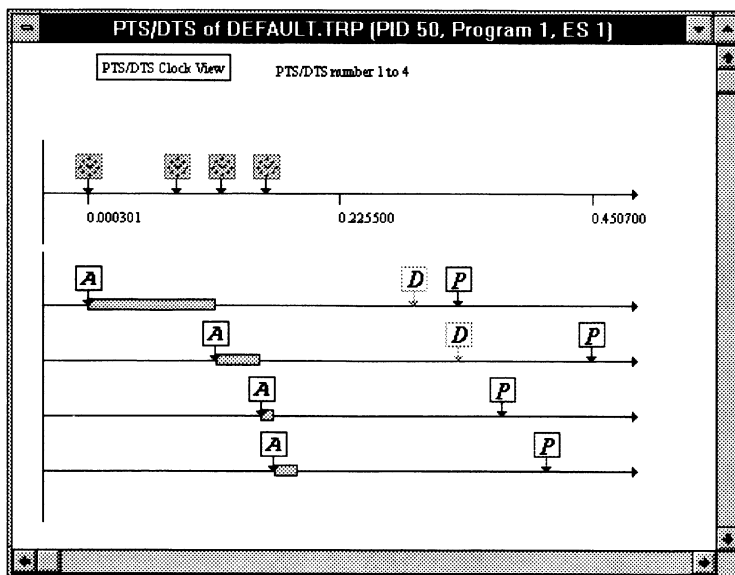 PTS/DTS of DEFAULT.TRP (PID 50, Program 1, ES 1)
PTS/DTS Clock View
PTS/DTS number 1 to 4
0.000301
0.225500
0.450700
A
D
P
A
D
P
A
P
A
P